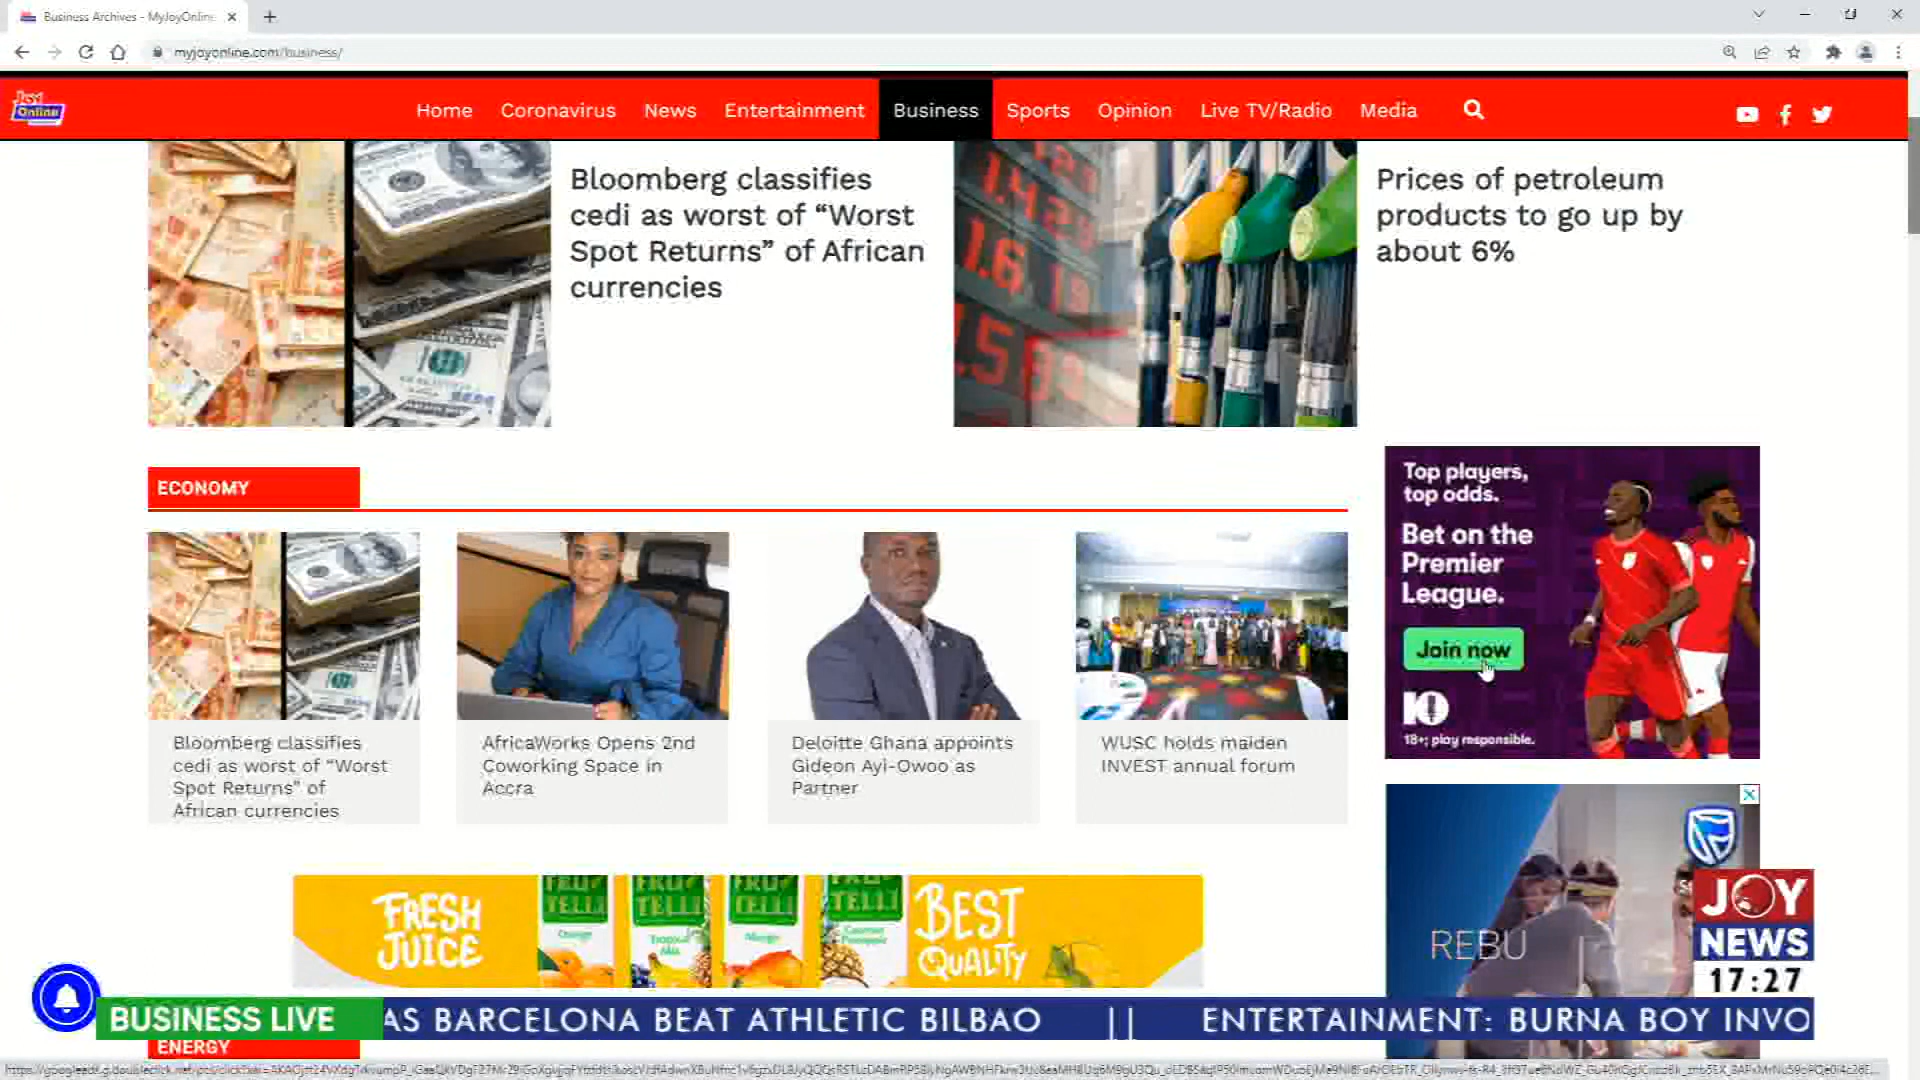 Business Archives - MyJoyOnline
myjoyonline.com/business/
Joy
Online
Home
Coronavirus
News
Entertainment
Business
Sports
Opinion
Live TV/Radio
Media
Bloomberg classifies
cedi as worst of “Worst
Spot Returns” of African
currencies
Prices of petroleum
products to go up by
about 6%
ECONOMY
Top players,
top odds.
Bet on the
Premier
League.
Join now
18+; play responsible.
Bloomberg classifies
cedi as worst of “Worst
Spot Returns” of
African currencies
AfricaWorks Opens 2nd
Coworking Space in
Accra
Deloitte Ghana appoints
Gideon Ayi-Owoo as
Partner
WUSC holds maiden
INVEST annual forum
FRESH
JUICE
BEST
QUALITY
REBU
JOY
NEWS
17:27
BUSINESS LIVE
AS BARCELONA BEAT ATHLETIC BILBAO || ENTERTAINMENT: BURNA BOY INVO
ENERGY